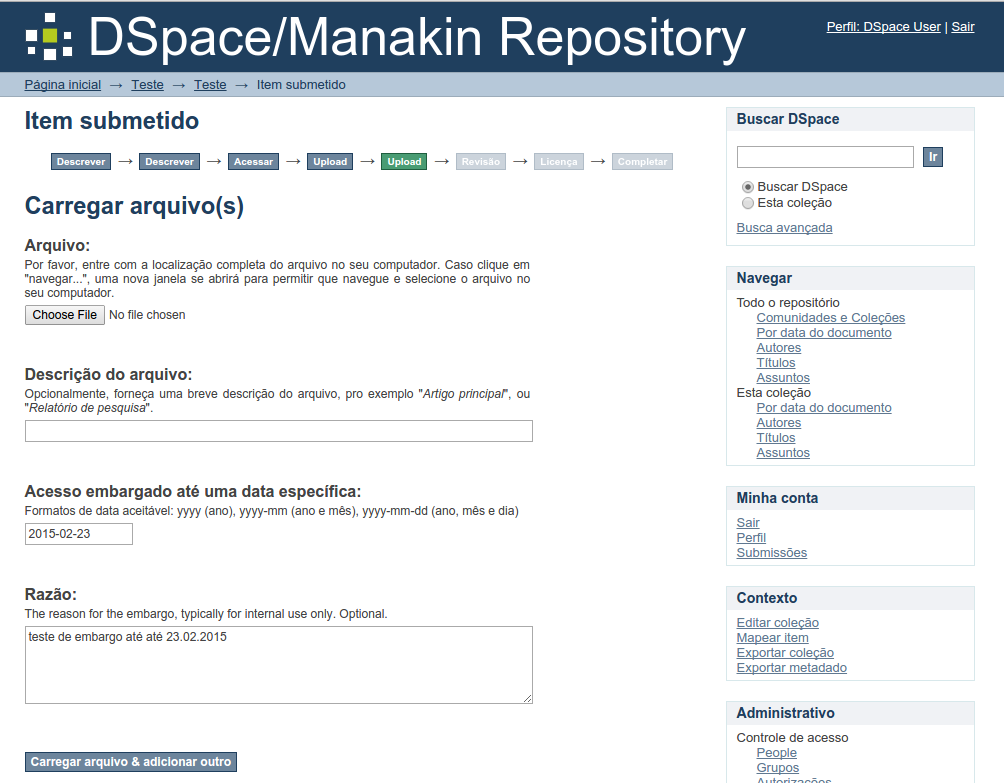 DSpace/Manakin Repository
Perfil: DSpace User | Sair
Página inicial → Teste → Teste → Item submetido
Item submetido
Descrever → Descrever → Acessar → Upload → Upload → Revisão → Licença → Completar
Carregar arquivo(s)
Arquivo:
Por favor, entre com a localização completa do arquivo no seu computador. Caso clique em
"navegar...", uma nova janela se abrirá para permitir que navegue e selecione o arquivo no
seu computador.
Choose File No file chosen
Descrição do arquivo:
Opcionalmente, forneça uma breve descrição do arquivo, pro exemplo "Artigo principal", ou
"Relatório de pesquisa".
Acesso embargado até uma data específica:
Formatos de data aceitável: yyyy (ano), yyyy-mm (ano e mês), yyyy-mm-dd (ano, mês e dia)
2015-02-23
Razão:
The reason for the embargo, typically for internal use only. Optional.
teste de embargo até até 23.02.2015
Carregar arquivo & adicionar outro
Buscar DSpace
Ir
Buscar DSpace
Esta coleção
Busca avançada
Navegar
Todo o repositório
Comunidades e Coleções
Por data do documento
Autores
Títulos
Assuntos
Esta coleção
Por data do documento
Autores
Títulos
Assuntos
Minha conta
Sair
Perfil
Submissões
Contexto
Editar coleção
Mapear item
Exportar coleção
Exportar metadado
Administrativo
Controle de acesso
People
Grupos
Autorizações